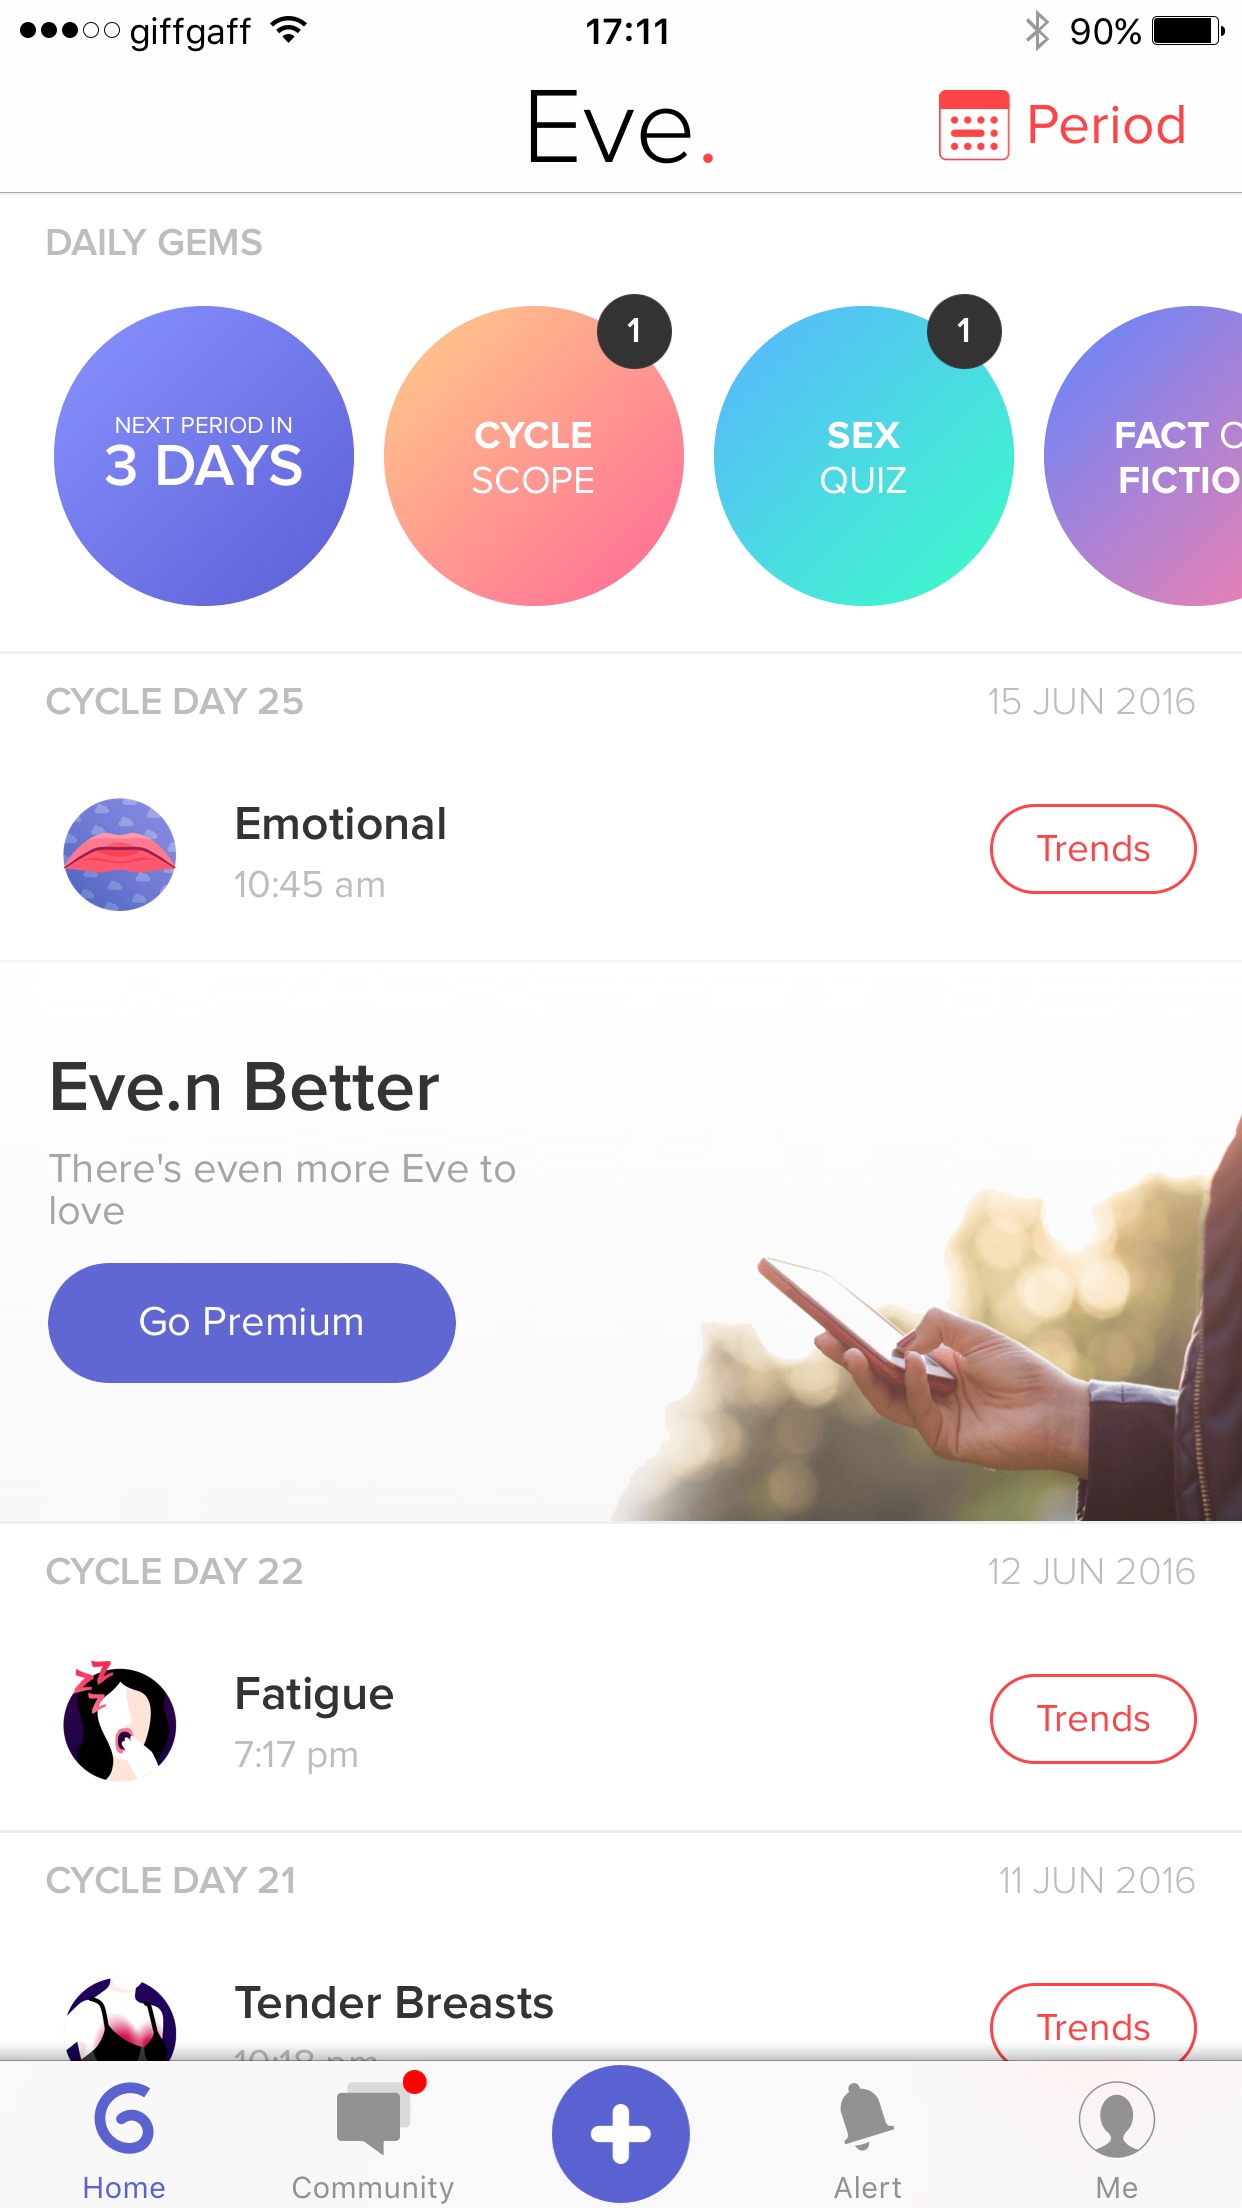 giffgaff
17:11
90%
Eve.
Period
DAILY GEMS
NEXT PERIOD IN
3 DAYS
1
CYCLE
SCOPE
1
SEX
QUIZ
FACT
CYCLE DAY 25
15 JUN 2016
Emotional
10:45 am
Trends
Eve.n Better
There's even more Eve to
love
Go Premium
CYCLE DAY 22
12 JUN 2016
Fatigue
7:17 pm
Trends
CYCLE DAY 21
11 JUN 2016
Tender Breasts
10:18 pm
Trends
Home
Community
Alert
Me